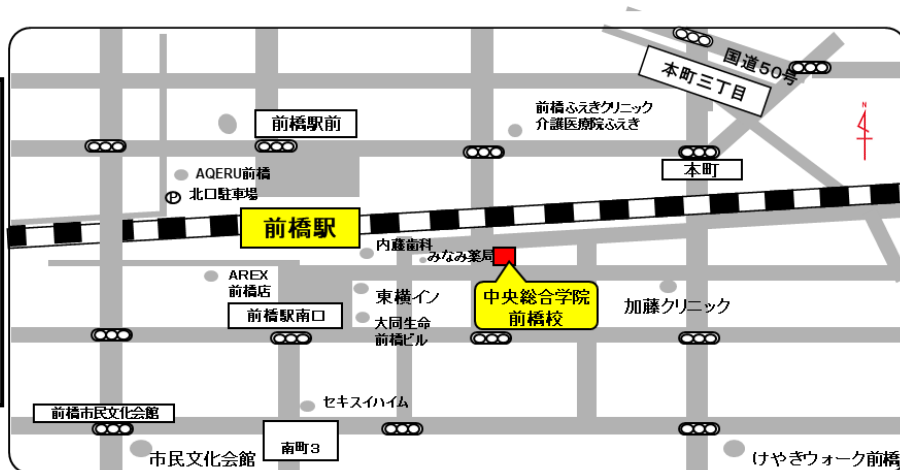 国道50号
本町三丁目
前橋ふえきクリニック
介護医療院ふえき
前橋駅前
N
本町
AQERU前橋
P
北口駐車場
前橋駅
内藤歯科
みなみ薬局
AREX
前橋店
東横イン
中央総合学院
前橋校
加藤クリニック
前橋駅南口
大同生命
前橋ビル
セキスイハイム
前橋市民文化会館
南町3
市民文化会館
けやきウォーク前橋